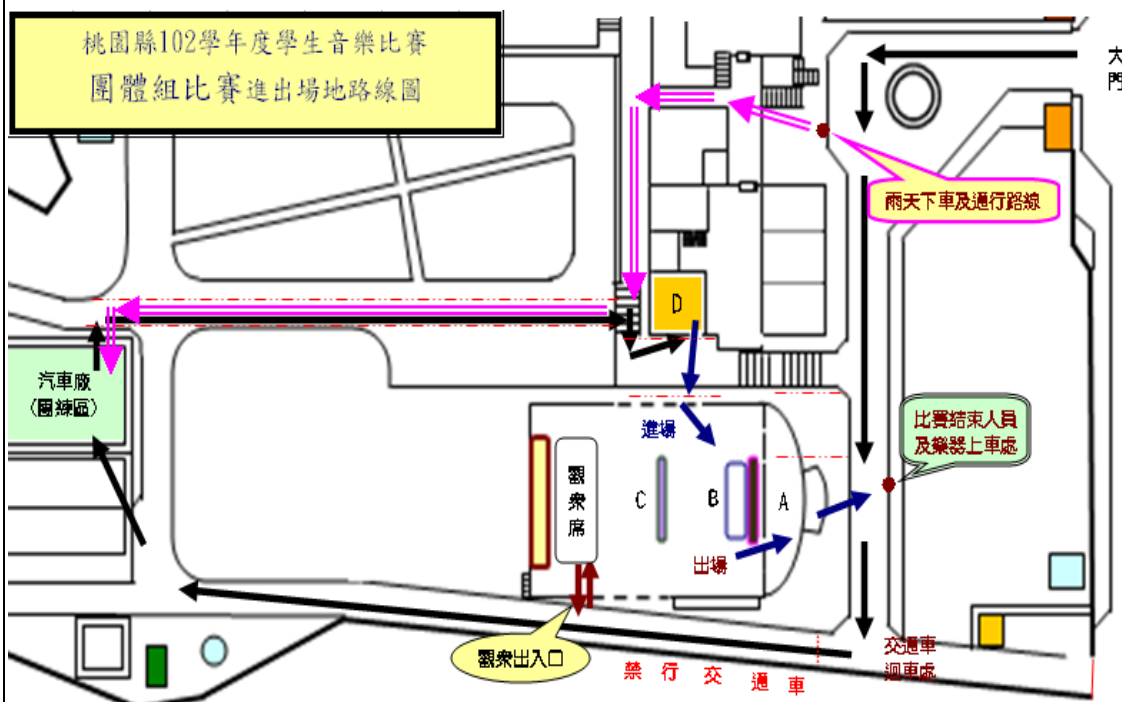 桃園縣102學年度學生音樂比賽
團體組比賽進出場地路線圖
大
門
雨天下車及通行路線
D
汽車廠
(團練區)
比賽結束人員
及樂器上車處
進場
觀
眾
席
C
B
A
出場
觀眾出入口
禁行交通車
交通車
迴車處